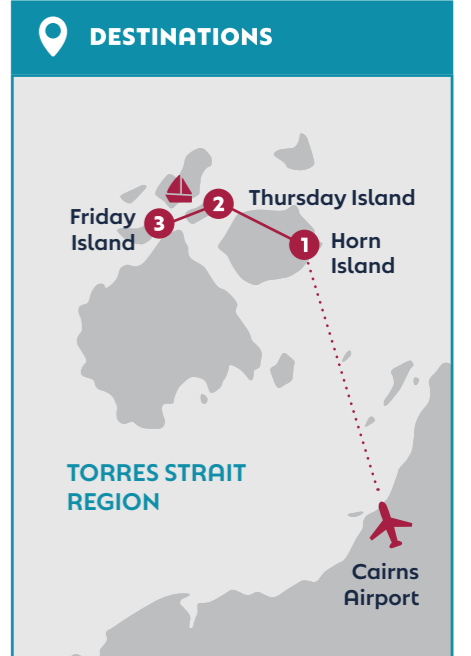 DESTINATIONS
Thursday Island
2
Friday
Island
3
1
Horn
Island
TORRES STRAIT
REGION
Cairns
Airport